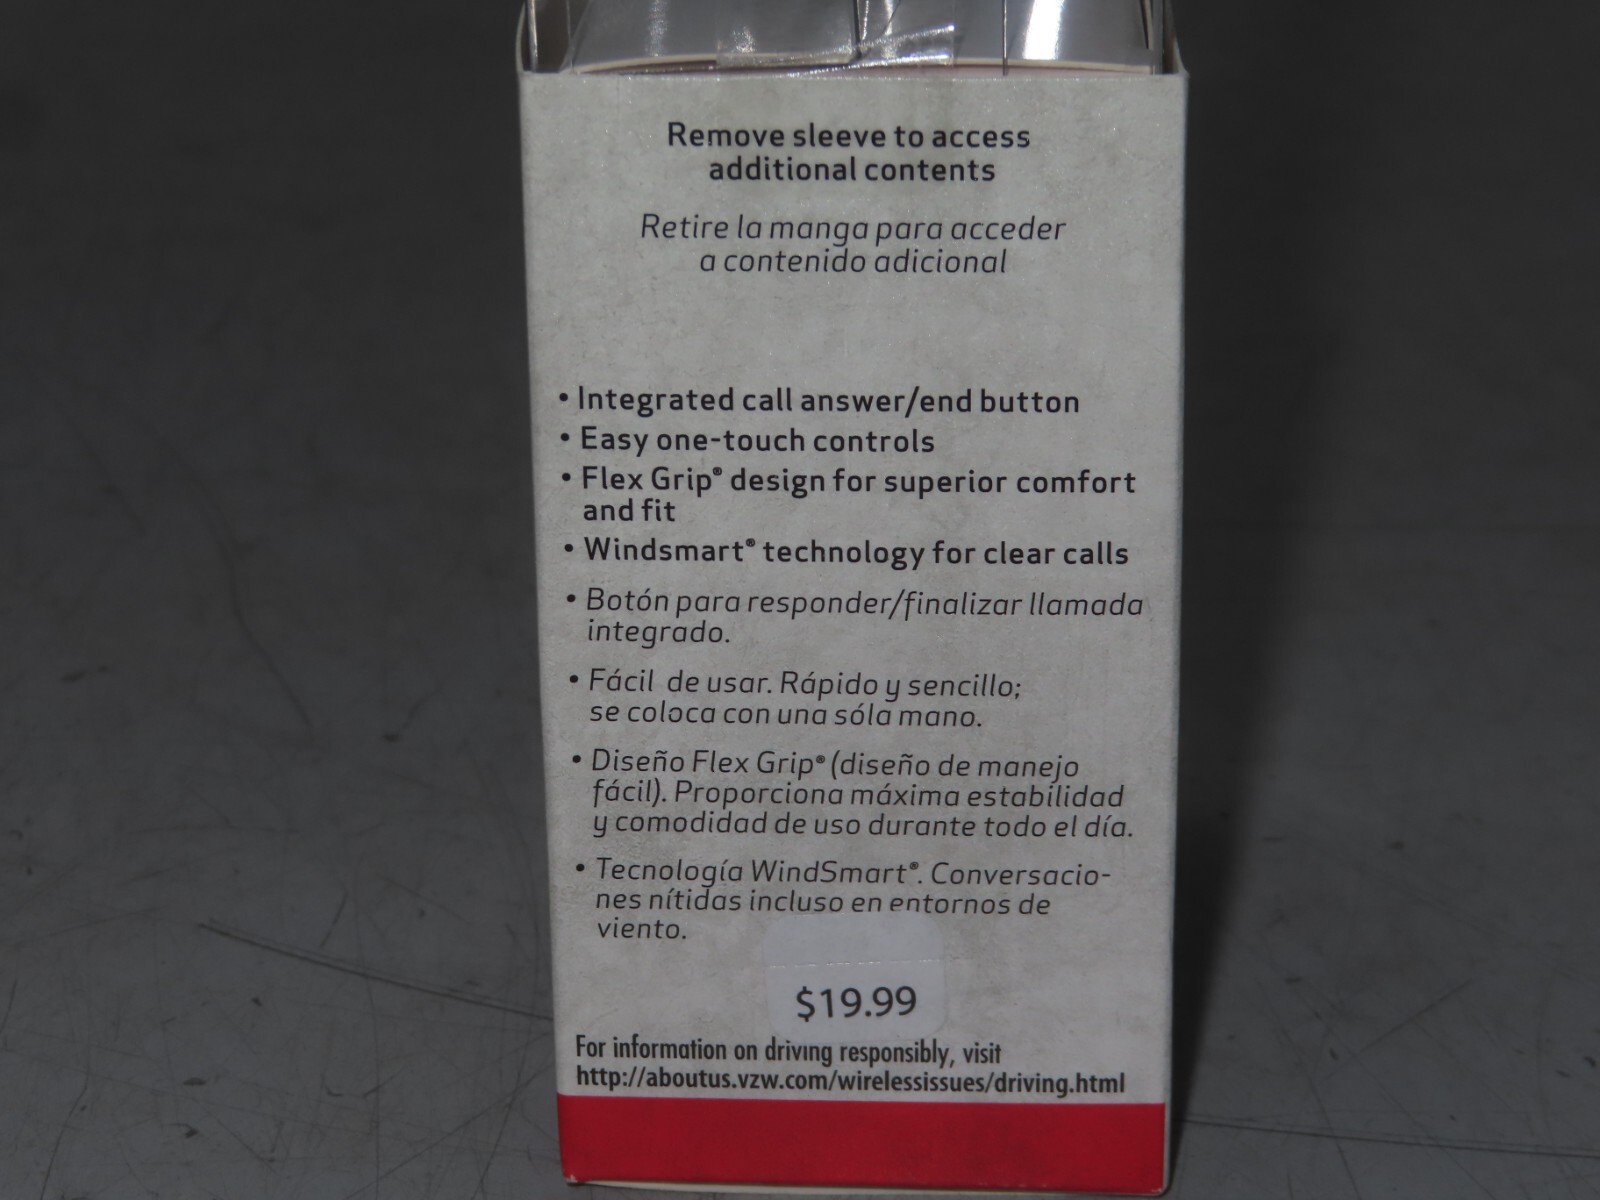 Remove sleeve to access
additional contents
Retire la manga para acceder
a contenido adicional
• Integrated call answer/end button
• Easy one-touch controls
• Flex Grip® design for superior comfort
and fit
• Windsmart® technology for clear calls
• Botón para responder/finalizar llamada
integrado.
• Fácil de usar. Rápido y sencillo;
se coloca con una sóla mano.
• Diseño Flex Grip® (diseño de manejo
fácil). Proporciona máxima estabilidad
y comodidad de uso durante todo el día.
• Tecnología WindSmart®. Conversacio-
nes nítidas incluso en entornos de
viento.
$19.99
For information on driving responsibly, visit
http://aboutus.vzw.com/wirelessissues/driving.html